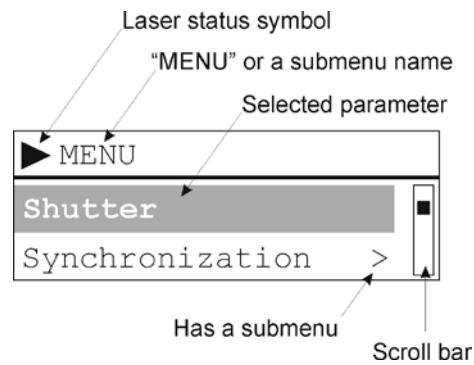 Laser status symbol
“MENU” or a submenu name
Selected parameter
MENU
Shutter
Synchronization >
Has a submenu
Scroll bar